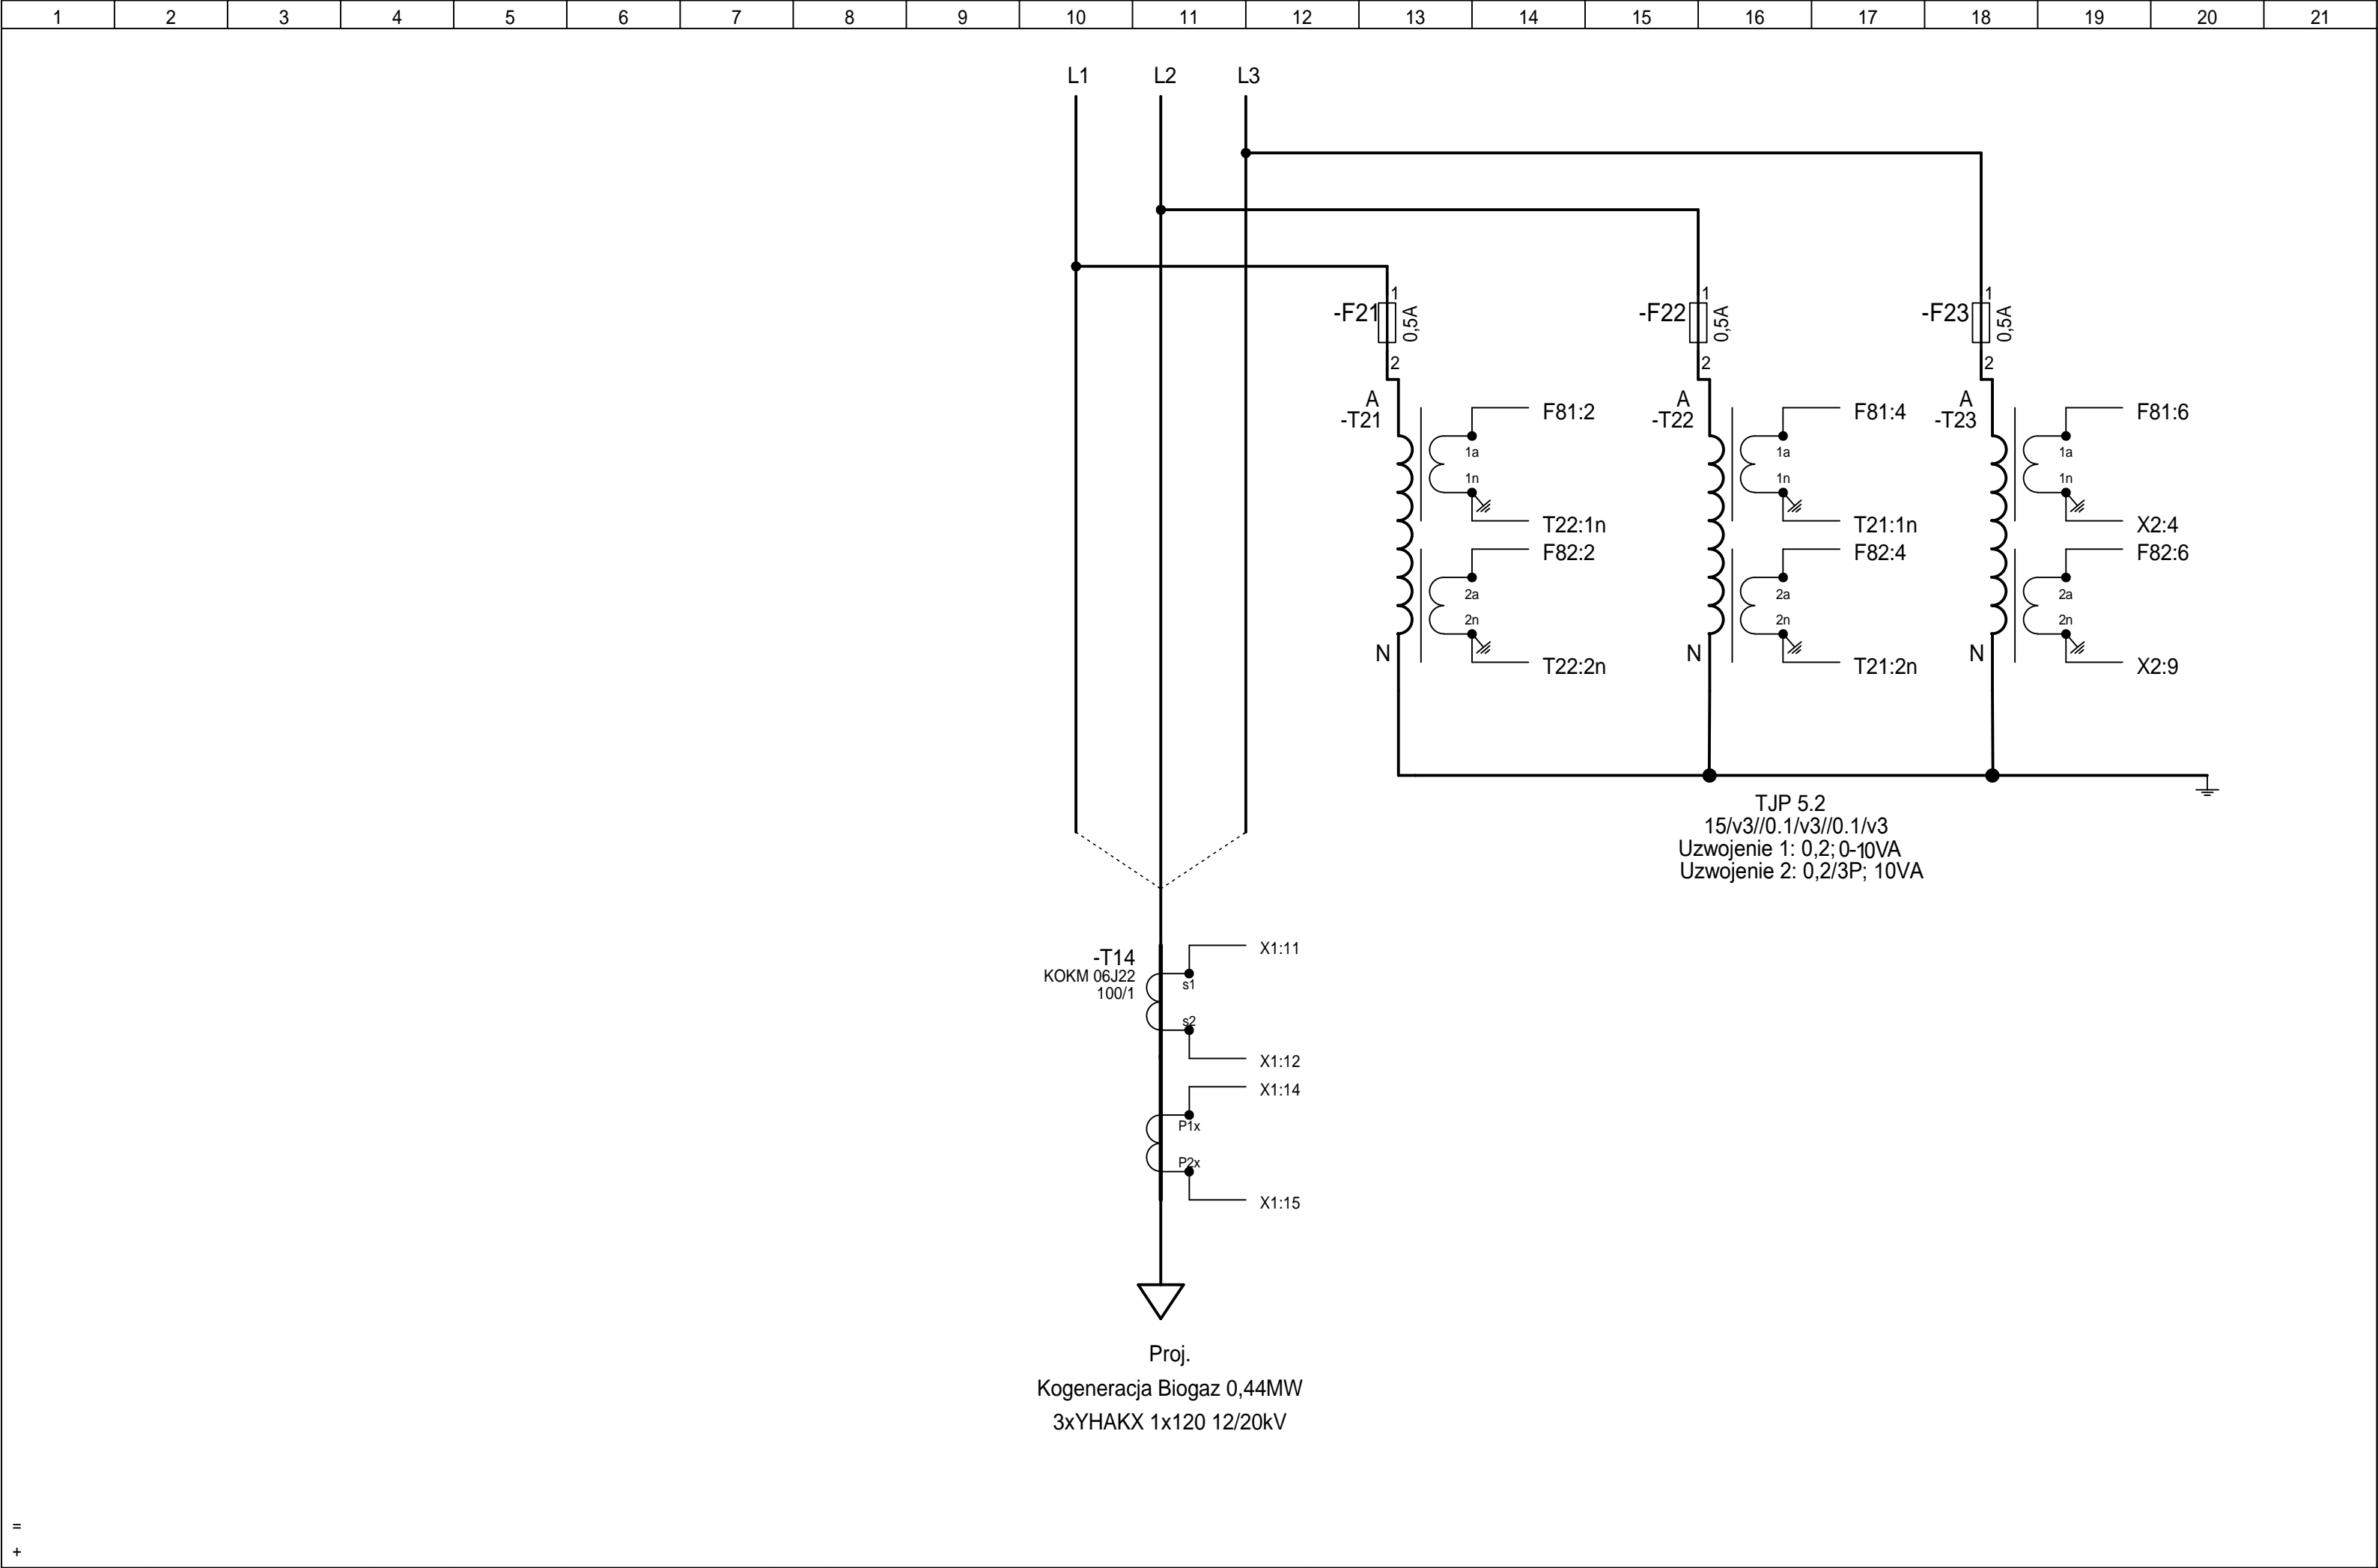 1 2 3 4 5 6 7 8 9 10 11 12 13 14 15 16 17 18 19 20 21
L1 L2 L3
1 1 1
-F21 0,5A -F22 0,5A -F23 0,5A
2 2 2
A A A
-T21 F81:2 -T22 F81:4 -T23 F81:6
1a 1a 1a
1n 1n 1n
T22:1n T21:1n X2:4
F82:2 F82:4 F82:6
2a 2a 2a
2n 2n 2n
N N N
T22:2n T21:2n X2:9
TJP 5.2
15/v3//0.1/v3//0.1/v3
Uzwojenie 1: 0,2; 0-10VA
Uzwojenie 2: 0,2/3P; 10VA
-T14 X1:11
KOKM 06J22
100/1 s1
s2
X1:12
X1:14
P1x
P2x
X1:15
Proj.
Kogeneracja Biogaz 0,44MW
3xYHAKX 1x120 12/20kV
=
+